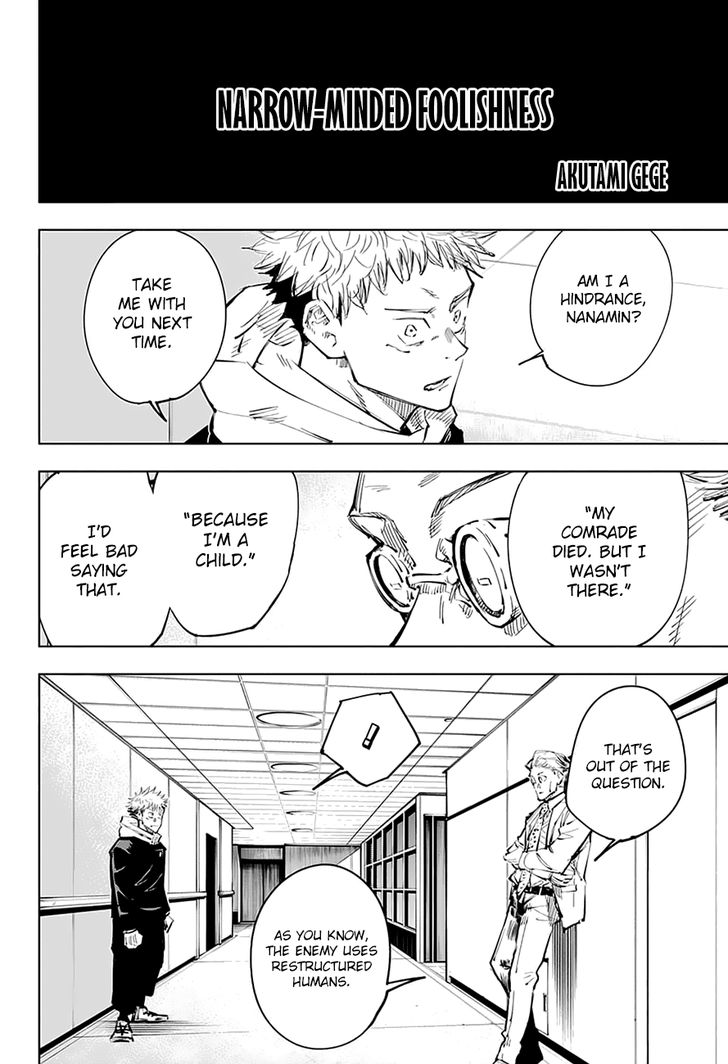 NARROW-MINDED FOOLISHNESS
AKUTAMI GEGE
AM I A
HINDRANCE,
NANAMIN?
TAKE
ME WITH
YOU NEXT
TIME.
"MY
COMRADE
DIED. BUT I
WASN'T
THERE."
"BECAUSE
I'M A
CHILD."
I'D
FEEL BAD
SAYING
THAT.
THAT'S
OUT OF THE
QUESTION.
!
AS YOU KNOW,
THE ENEMY USES
RESTRUCTURED
HUMANS.